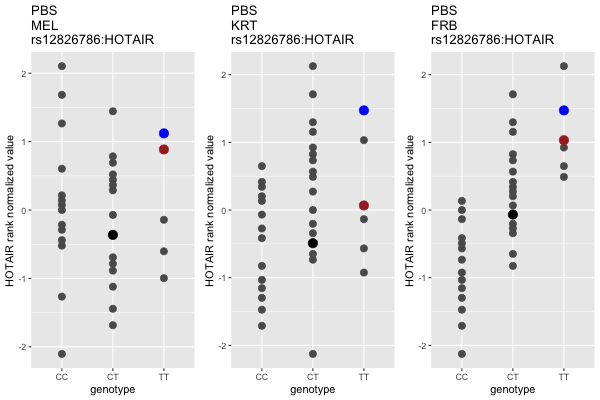 PBS
MEL
rs12826786:HOTAIR
HOTAIR rank normalized value
2
1
0
-1
-2
CC CT TT
genotype
PBS
KRT
rs12826786:HOTAIR
HOTAIR rank normalized value
2
1
0
-1
-2
CC CT TT
genotype
PBS
FRB
rs12826786:HOTAIR
HOTAIR rank normalized value
2
1
0
-1
-2
CC CT TT
genotype